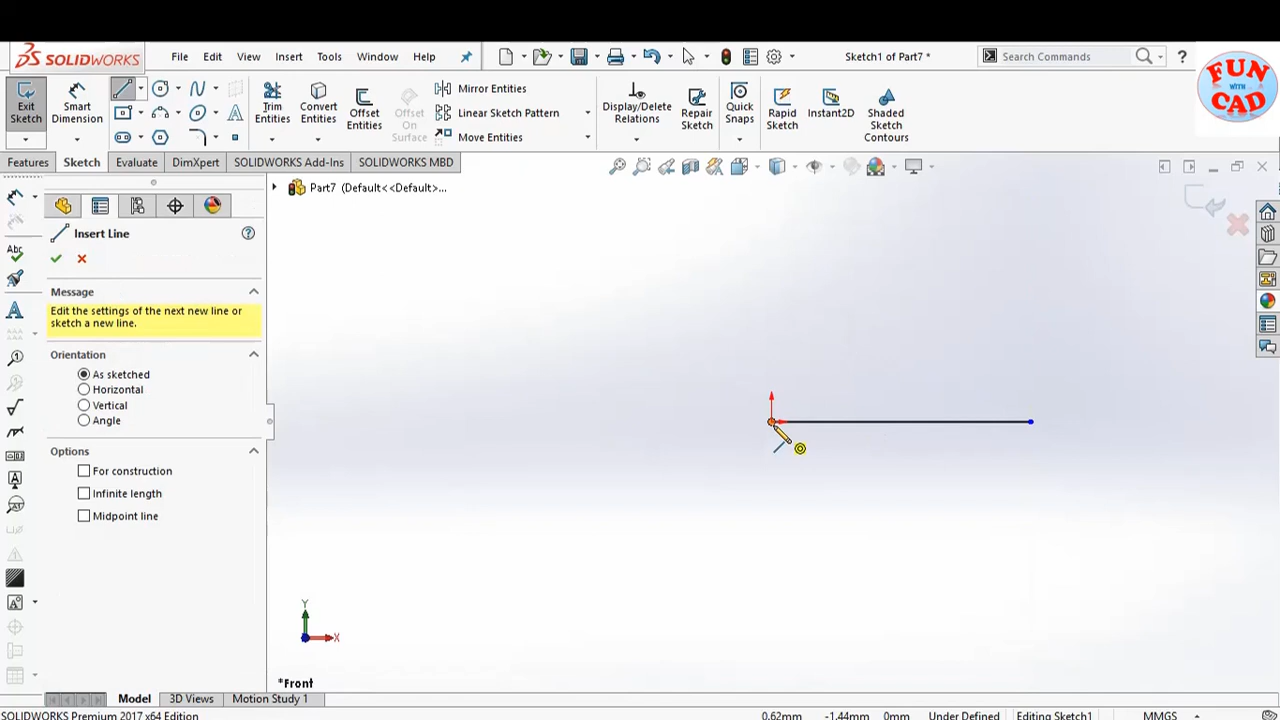 SOLIDWORKS
File Edit View Insert Tools Window Help
Sketch1 of Part7 *
Search Commands
?
FUN
WITH
CAD
Exit
Sketch
Smart
Dimension
Trim
Entities
Convert
Entities
Offset
Entities
Offset
On
Surface
Mirror Entities
Linear Sketch Pattern
Move Entities
Display/Delete
Relations
Repair
Sketch
Quick
Snaps
Rapid
Sketch
Instant2D
Shaded
Sketch
Contours
Features Sketch Evaluate DimXpert SOLIDWORKS Add-Ins SOLIDWORKS MBD
Part7 (Default<<Default>...
Insert Line
Message
Edit the settings of the next new line or
sketch a new line.
Orientation
As sketched
Horizontal
Vertical
Angle
Options
For construction
Infinite length
Midpoint line
Y
X
*Front
Model 3D Views Motion Study 1
SOLIDWORKS Premium 2017 x64 Edition
0.62mm -1.44mm 0mm Under Defined Editing Sketch1 MMGS